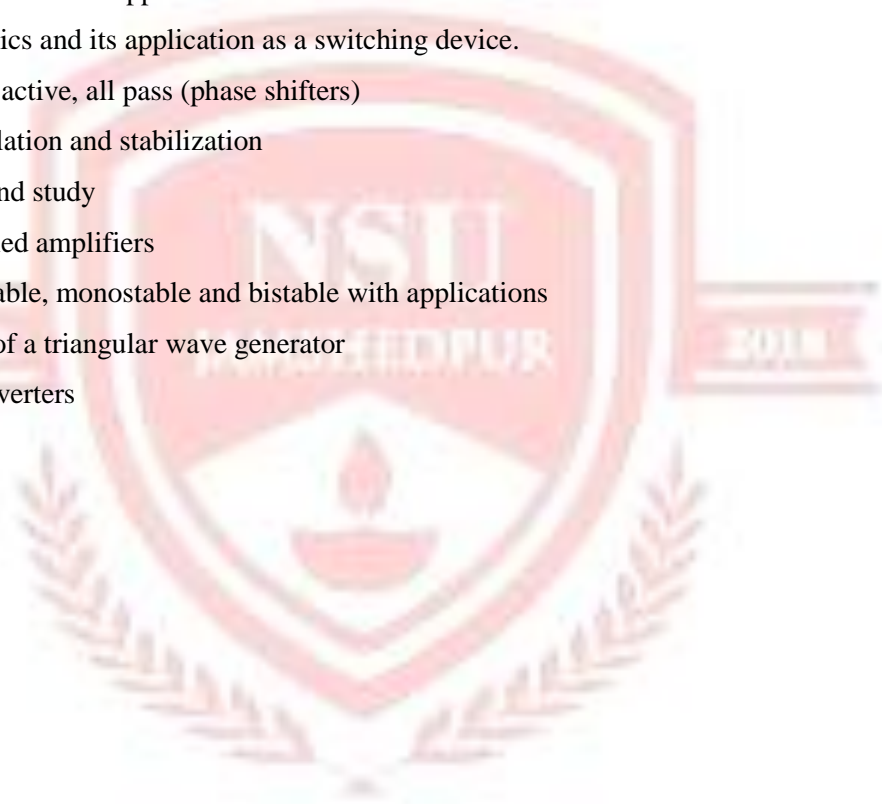 ics and its application as a switching device.
active, all pass (phase shifters)
lation and stabilization
nd study
ed amplifiers
able, monostable and bistable with applications
of a triangular wave generator
verters
NSU
JAMSHEDPUR
2018